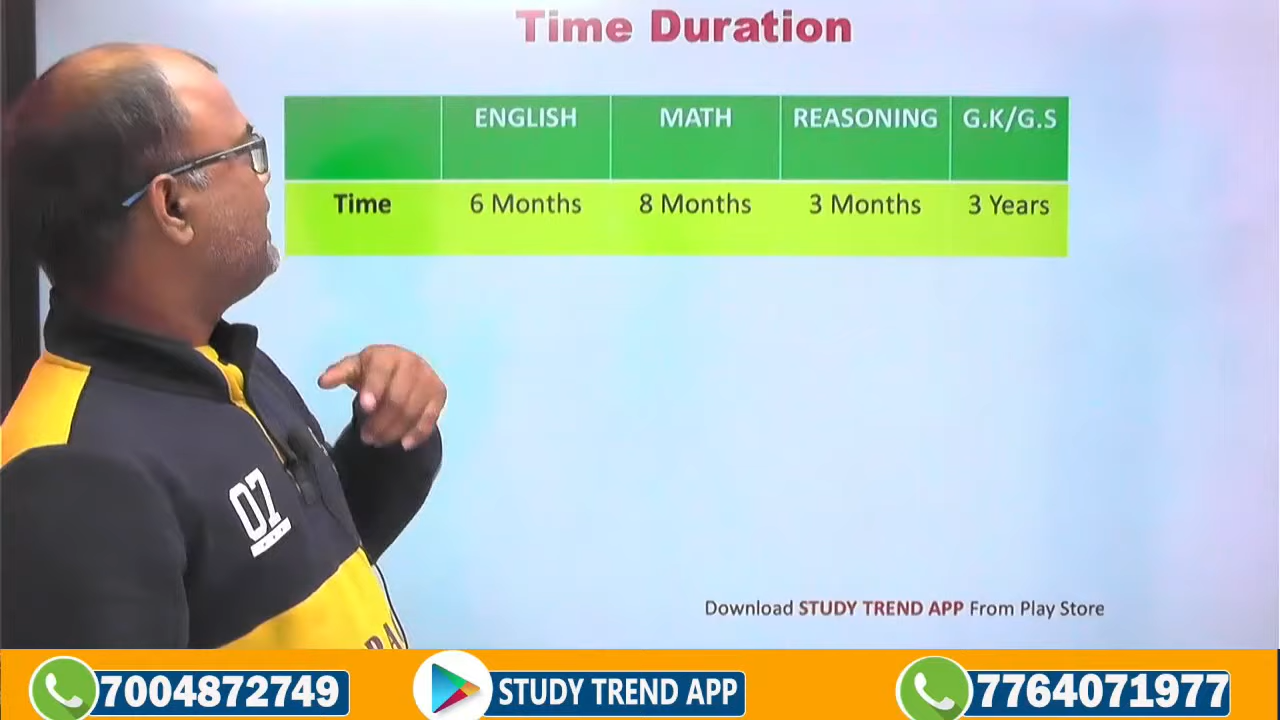 Time Duration
ENGLISH MATH REASONING G.K/G.S
Time 6 Months 8 Months 3 Months 3 Years
07
Download STUDY TREND APP From Play Store
7004872749 STUDY TREND APP 7764071977